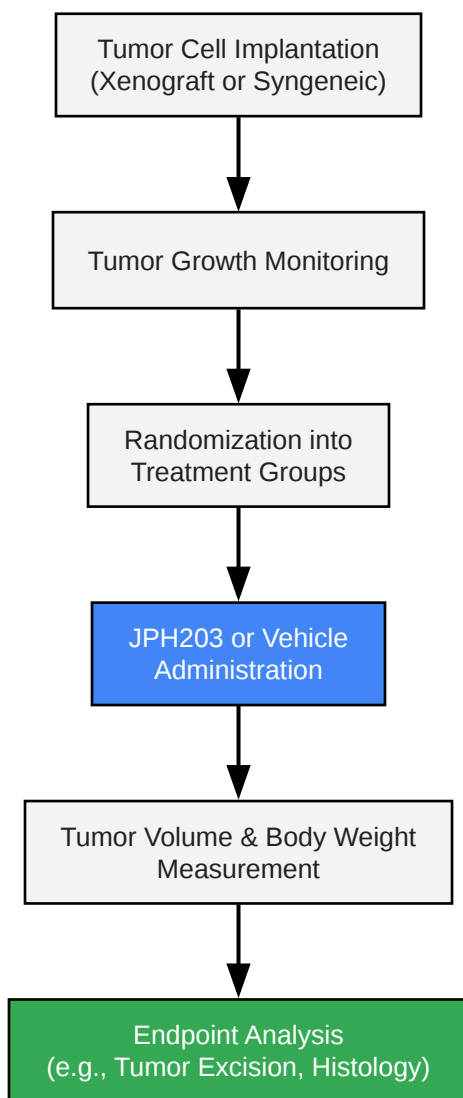 Tumor Cell Implantation
(Xenograft or Syngeneic)
Tumor Growth Monitoring
Randomization into
Treatment Groups
JPH203 or Vehicle
Administration
Tumor Volume & Body Weight
Measurement
Endpoint Analysis
(e.g., Tumor Excision, Histology)